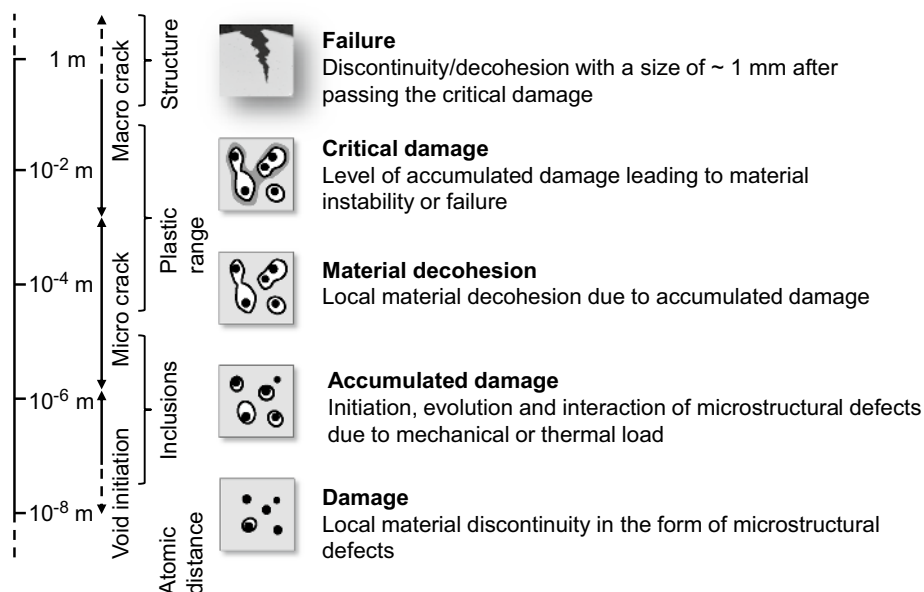 1 m
10-2 m
10-4 m
10-6 m
10-8 m
Macro crack
Micro crack
Void initiation
Structure
Plastic
range
Inclusions
Atomic
distance
Failure
Discontinuity/decohesion with a size of ~ 1 mm after
passing the critical damage
Critical damage
Level of accumulated damage leading to material
instability or failure
Material decohesion
Local material decohesion due to accumulated damage
Accumulated damage
Initiation, evolution and interaction of microstructural defects
due to mechanical or thermal load
Damage
Local material discontinuity in the form of microstructural
defects